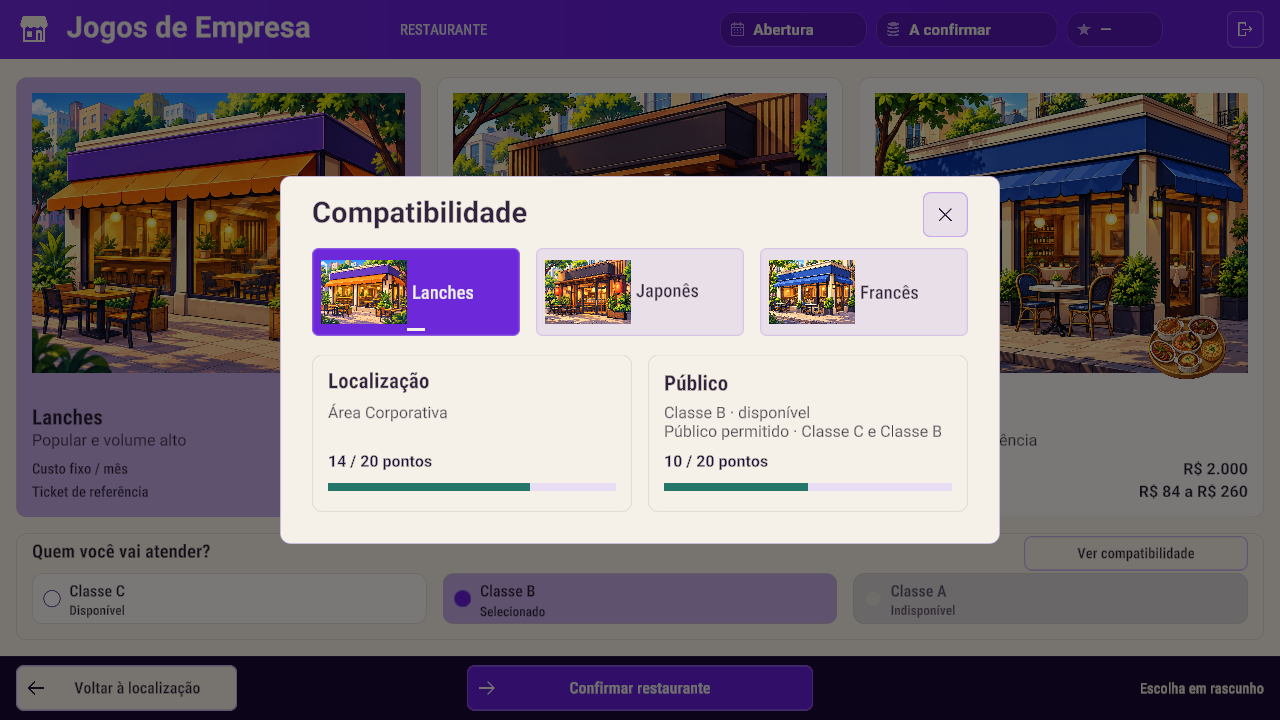 Jogos de Empresa
RESTAURANTE
Abertura
A confirmar
Compatibilidade
Lanches
Japonês
Francês
Localização
Área Corporativa
14 / 20 pontos
Público
Classe B · disponível
Público permitido · Classe C e Classe B
10 / 20 pontos
Lanches
Popular e volume alto
Custo fixo / mês
Ticket de referência
ência
R$ 2.000
R$ 84 a R$ 260
Quem você vai atender?
Ver compatibilidade
Classe C
Disponível
Classe B
Selecionado
Classe A
Indisponível
Voltar à localização
Confirmar restaurante
Escolha em rascunho